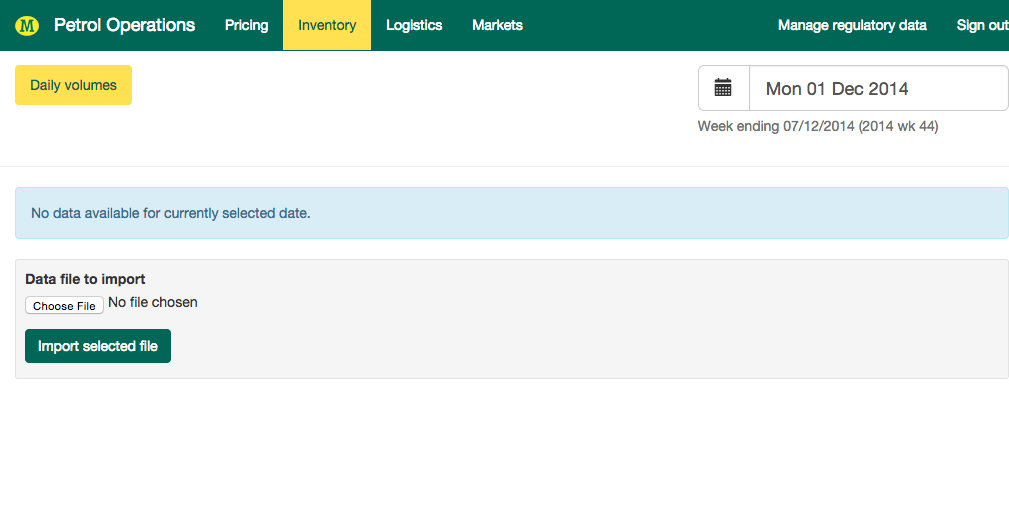 M Petrol Operations Pricing Inventory Logistics Markets Manage regulatory data Sign out
Daily volumes
Mon 01 Dec 2014
Week ending 07/12/2014 (2014 wk 44)
No data available for currently selected date.
Data file to import
Choose File No file chosen
Import selected file